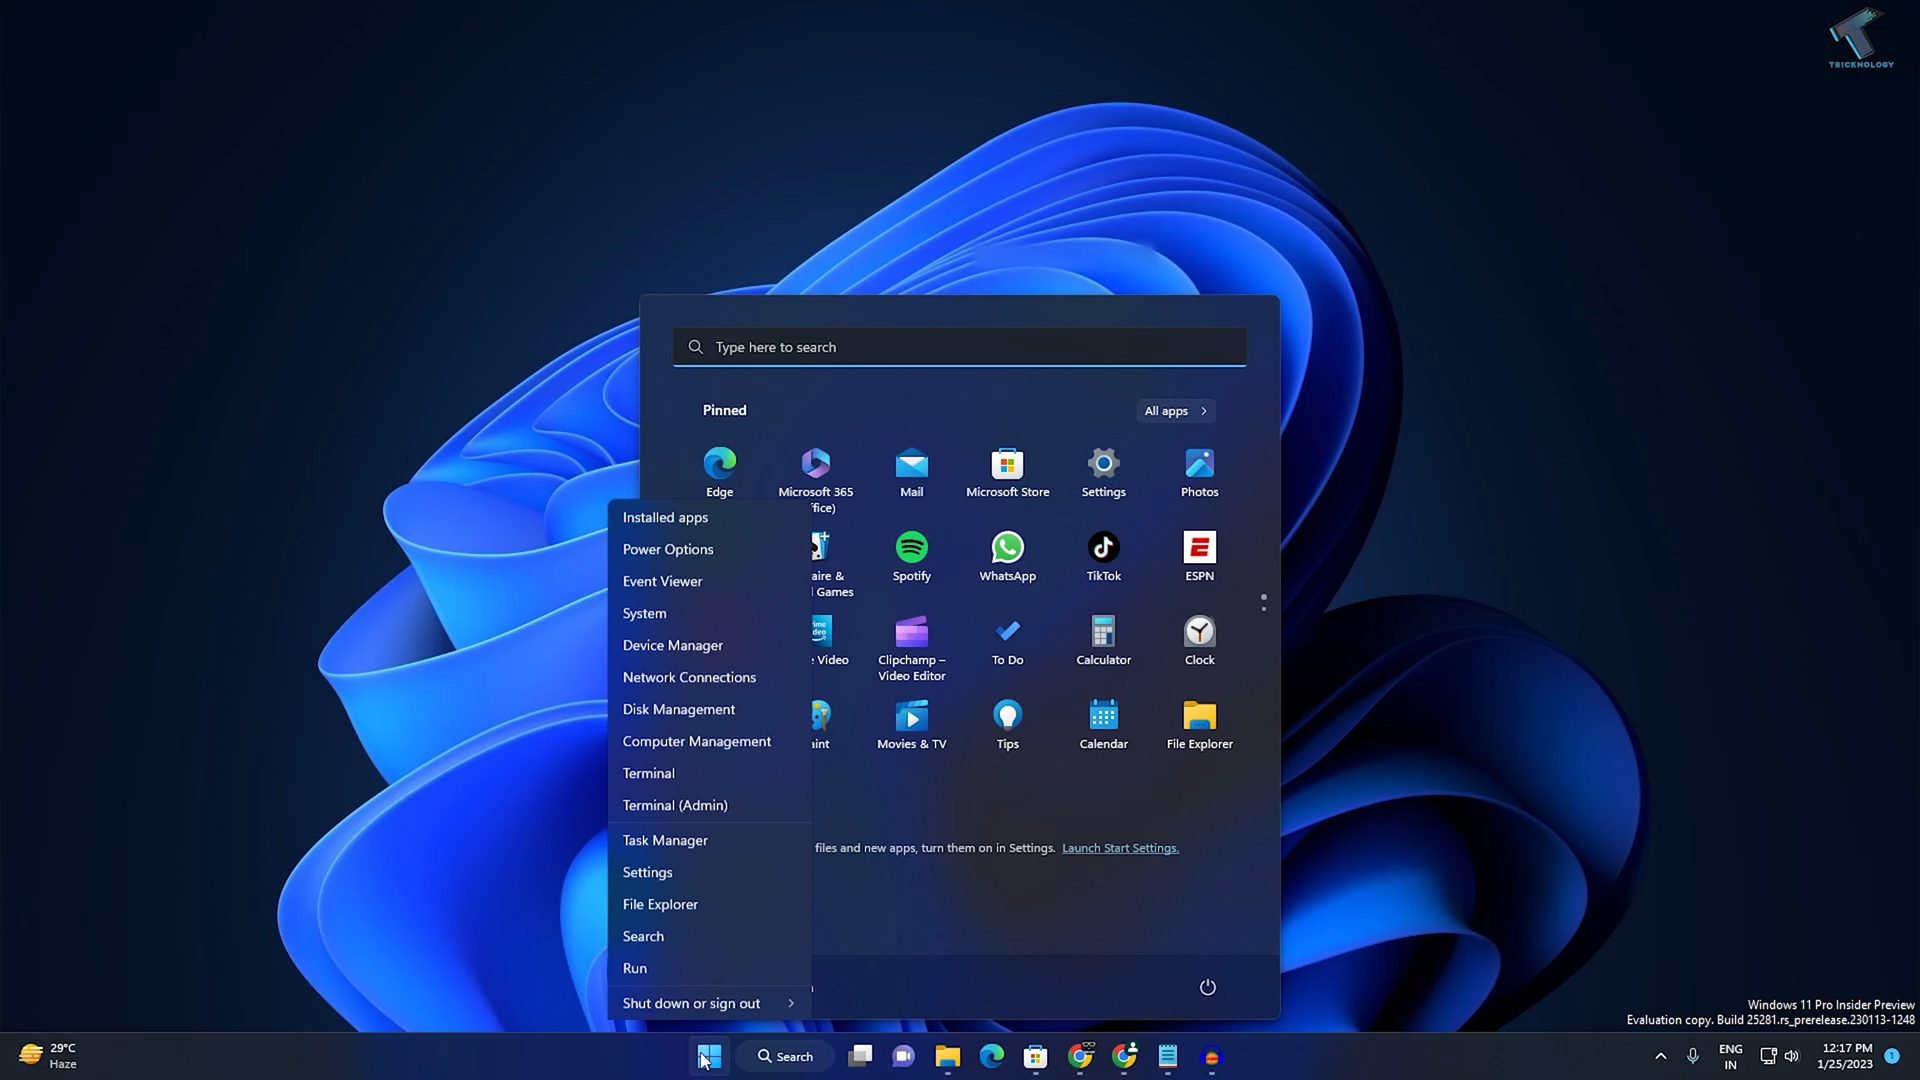 TRICKNOLOGY
Type here to search
Pinned
All apps
Edge
Microsoft 365
ffice)
Mail
Microsoft Store
Settings
Photos
aire &
l Games
Spotify
WhatsApp
TikTok
ESPN
prime
video
e Video
Clipchamp –
Video Editor
To Do
Calculator
Clock
aint
Movies & TV
Tips
Calendar
File Explorer
Installed apps
Power Options
Event Viewer
System
Device Manager
Network Connections
Disk Management
Computer Management
Terminal
Terminal (Admin)
Task Manager
Settings
File Explorer
Search
Run
Shut down or sign out
files and new apps, turn them on in Settings. Launch Start Settings.
Windows 11 Pro Insider Preview
Evaluation copy. Build 25281.rs_prerelease.230113-1248
29°C
Haze
Search
ENG
IN
12:17 PM
1/25/2023
1